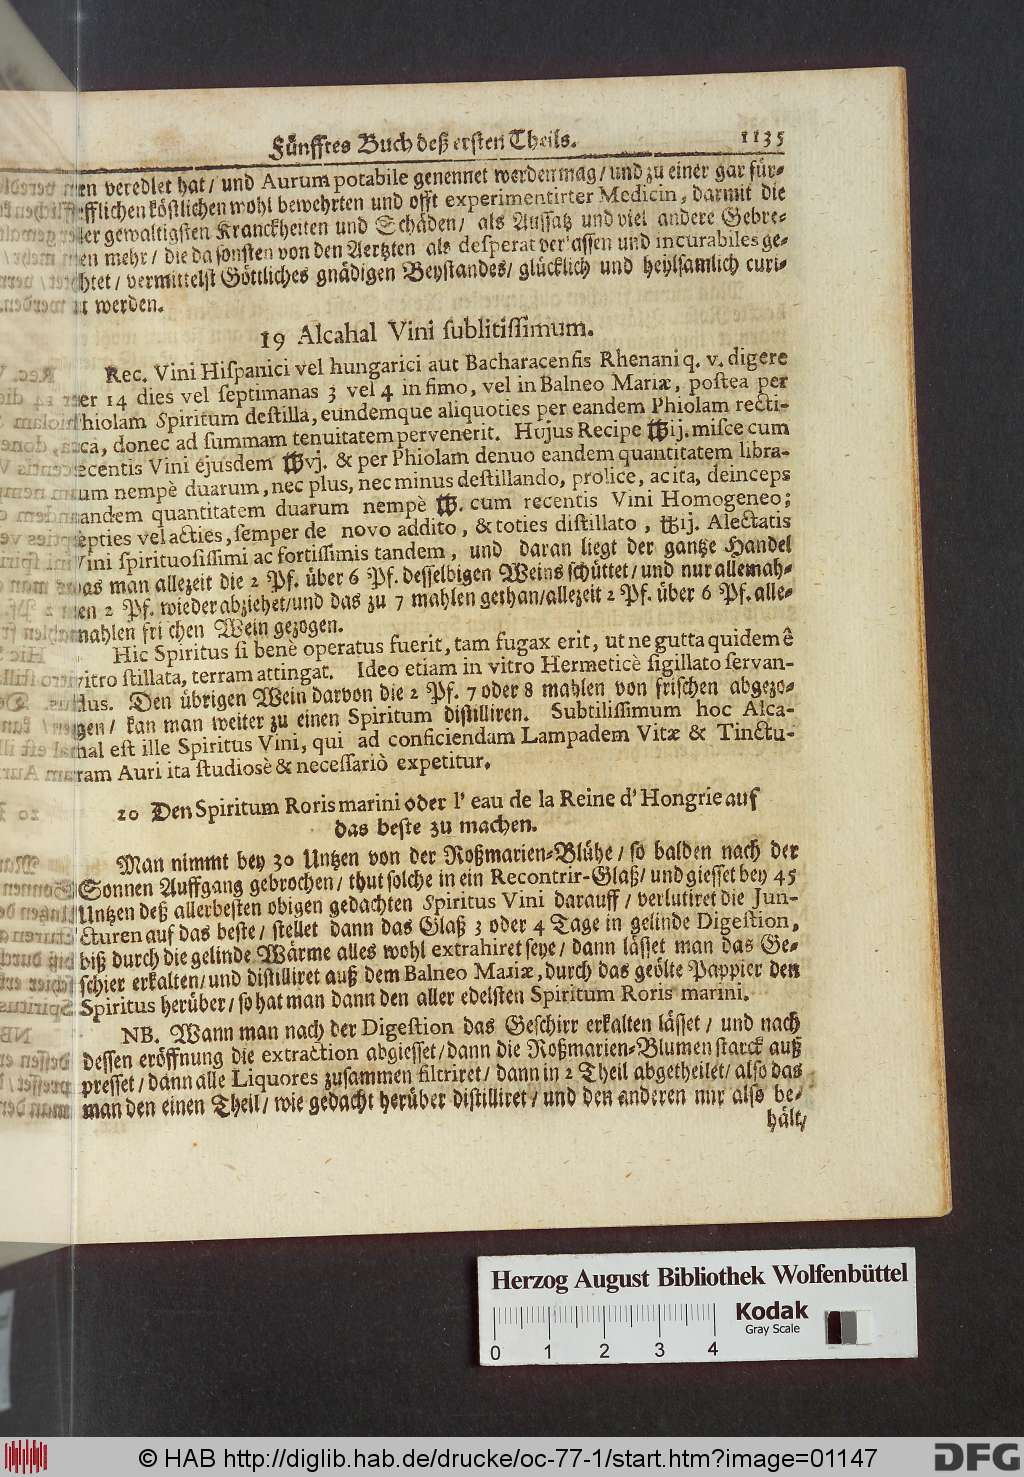 Fünfftes Buch deß ersten Theils. 1135
en veredlet hat / und Aurum potabile genennet werden mag / und zu einer gar für-
efflichen köstlichen wohl bewehrten und offt experimentirter Medicin, darmit die
ler gewaltigsten Kranckheiten und Schäden / als Aussatz und viel andere Gebre-
en mehr / die da sonsten von den Aertzten als desperat ver assen und incurabiles ge-
htet / vermittelst Göttliches gnädigen Beystandes / glücklich und heylsamlich curi-
t werden.
19 Alcahal Vini sublitissimum.
Rec. Vini Hispanici vel hungarici aut Bacharacensis Rhenani q. v. digere
er 14 dies vel septimanas 3 vel 4 in fimo, vel in Balneo Mariæ, postea per
hiolam Spiritum destilla, eundemque aliquoties per eandem Phiolam recti-
ca, donec ad summam tenuitatem pervenerit. Hujus Recipe ℔ij. misce cum
ecentis Vini ejusdem ℔vj. & per Phiolam denuo eandem quantitatem libra-
um nempè duarum, nec plus, nec minus destillando, prolice, ac ita, deinceps
andem quantitatem duarum nempè ℔. cum recentis Vini Homogeneo;
epties vel acties, semper de novo addito, & toties distillato, ℔ij. Alectatis
ini spirituosissimi ac fortissimis tandem, und daran liegt der gantze Handel
as man allezeit die 2 Pf. über 6 Pf. desselbigen Weins schüttet / und nur allemah-
en 2 Pf. wieder abziehet / und das zu 7 mahlen gethan / allezeit 2 Pf. über 6 Pf. alle-
mahlen fri chen Wein gezogen.
Hic Spiritus si benè operatus fuerit, tam fugax erit, ut ne gutta quidem ê
vitro stillata, terram attingat. Ideo etiam in vitro Hermeticè sigillato servan-
dus. Den übrigen Wein darvon die 2 Pf. 7 oder 8 mahlen von frischen abgezo-
gen / kan man weiter zu einen Spiritum distilliren. Subtilissimum hoc Alca-
hal est ille Spiritus Vini, qui ad conficiendam Lampadem Vitæ & Tinctu-
ram Auri ita studiosè & necessariò expetitur.
20 Den Spiritum Roris marini oder l' eau de la Reine d' Hongrie auf
das beste zu machen.
Man nimmt bey 30 Untzen von der Roßmarien-Blühe / so balden nach der
Sonnen Auffgang gebrochen / thut solche in ein Recontrir-Glaß / und giesset bey 45
Untzen deß allerbesten obigen gedachten Spiritus Vini darauff / verlutiret die Jun-
cturen auf das beste / stellet dann das Glaß 3 oder 4 Tage in gelinde Digestion,
biß durch die gelinde Wärme alles wohl extrahiret seye / dann lässet man das Ge-
schier erkalten / und distilliret auß dem Balneo Mariæ, durch das geölte Pappier den
Spiritus herüber / so hat man dann den aller edelsten Spiritum Roris marini.
NB. Wann man nach der Digestion das Geschirr erkalten lässet / und nach
dessen eröffnung die extraction abgiesset / dann die Roßmarien-Blumen starck auß
presset / dann alle Liquores zusammen filtriret / dann in 2 Theil abgetheilet / also das
man den einen Theil / wie gedacht herüber distilliret / und den anderen nur also be-
hält /
Herzog August Bibliothek Wolfenbüttel
Kodak
Gray Scale
0 1 2 3 4
© HAB http://diglib.hab.de/drucke/oc-77-1/start.htm?image=01147
DFG